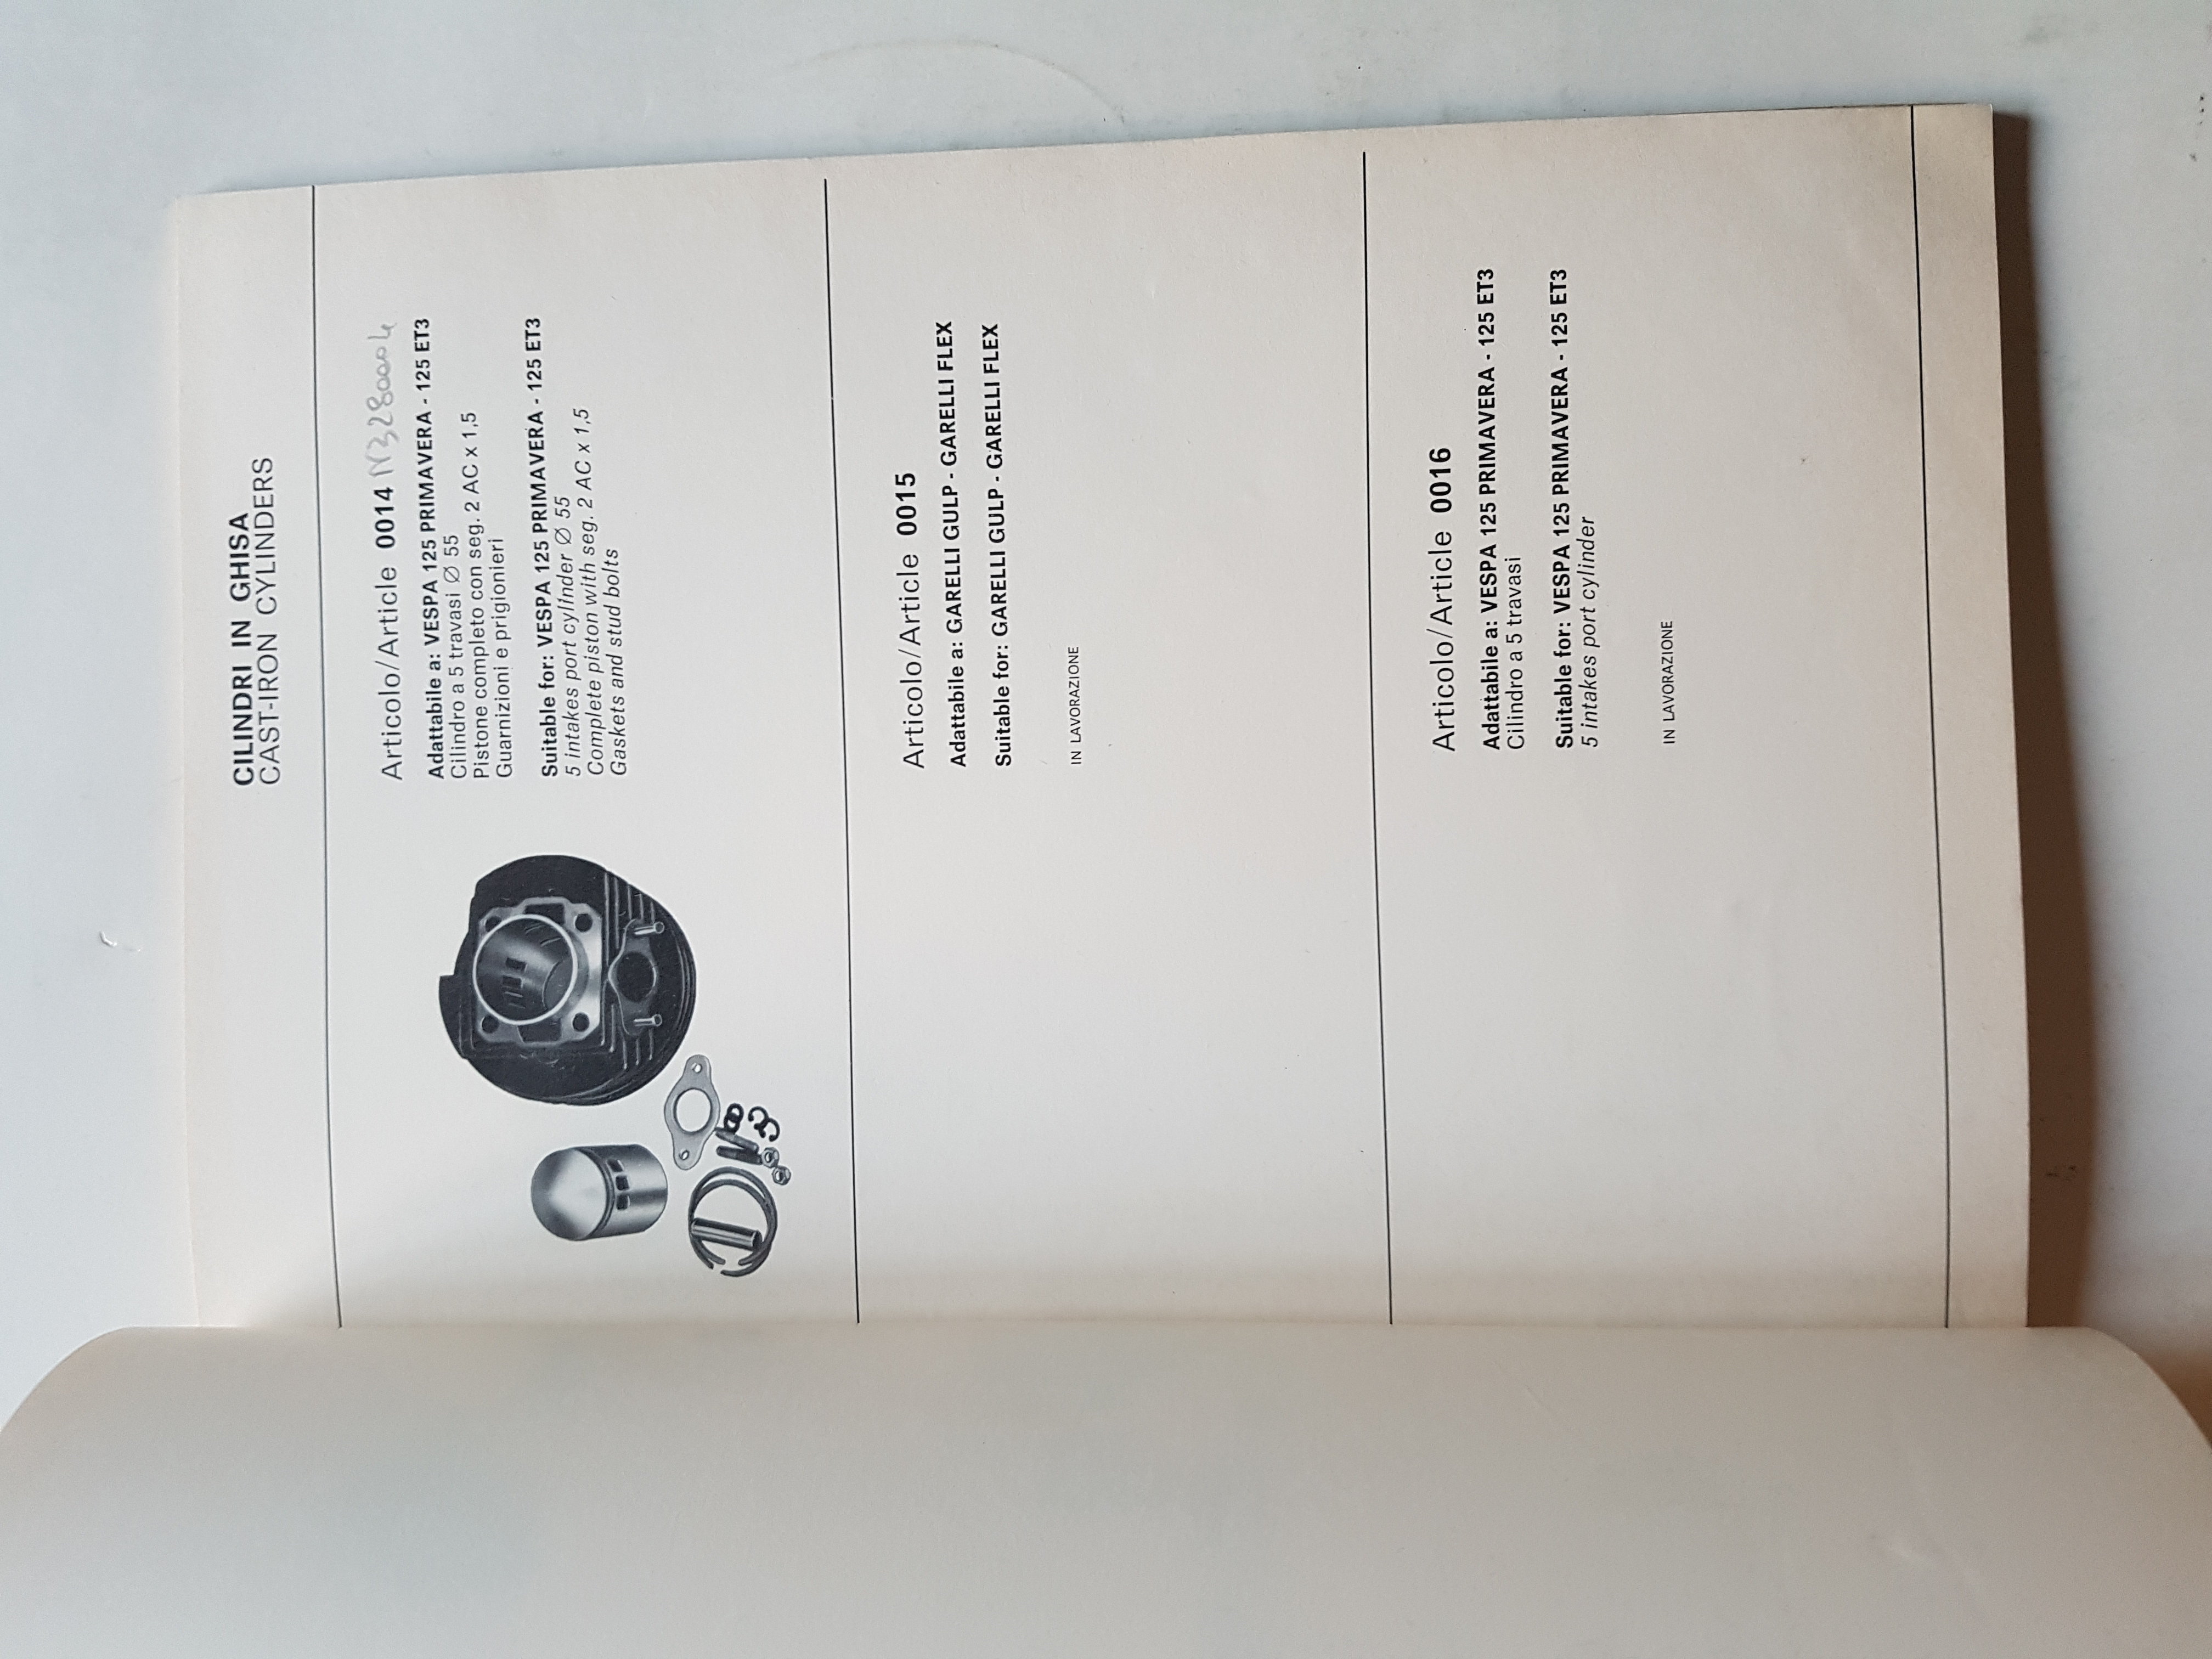 CILINDRI IN GHISA
CAST-IRON CYLINDERS
Articolo/Article 0014 N3280004
Adattabile a: VESPA 125 PRIMAVERA - 125 ET3
Cilindro a 5 travasi ∅ 55
Pistone completo con seg. 2 AC x 1,5
Guarnizioni e prigionieri
Suitable for: VESPA 125 PRIMAVERA - 125 ET3
5 intakes port cylinder ∅ 55
Complete piston with seg. 2 AC x 1,5
Gaskets and stud bolts
Articolo/Article 0015
Adattabile a: GARELLI GULP - GARELLI FLEX
Suitable for: GARELLI GULP - GARELLI FLEX
IN LAVORAZIONE
Articolo/Article 0016
Adattabile a: VESPA 125 PRIMAVERA - 125 ET3
Cilindro a 5 travasi
Suitable for: VESPA 125 PRIMAVERA - 125 ET3
5 intakes port cylinder
IN LAVORAZIONE